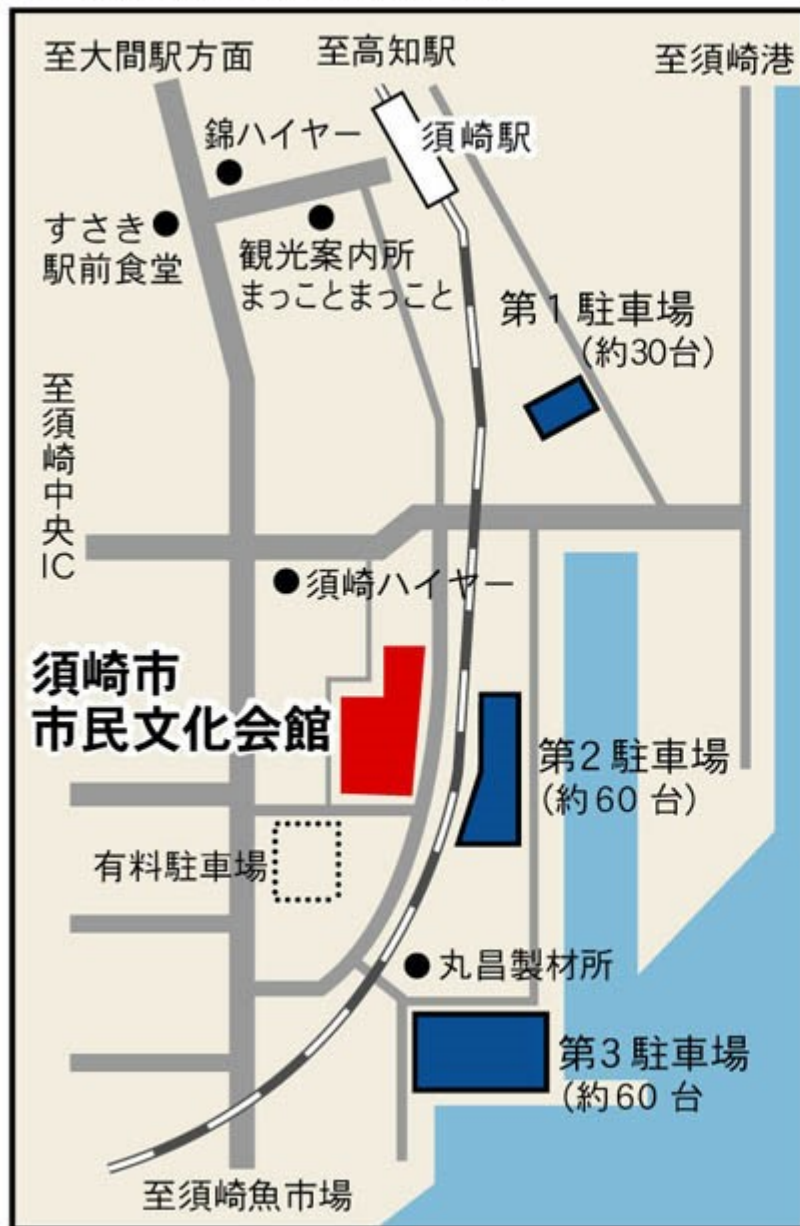 至大間駅方面
至高知駅
至須崎港
錦ハイヤー
須崎駅
すさき
駅前食堂
観光案内所
まっことまっこと
第1駐車場
(約30台)
至須崎中央IC
須崎ハイヤー
須崎市
市民文化会館
第2駐車場
(約60台)
有料駐車場
丸昌製材所
第3駐車場
(約60台
至須崎魚市場